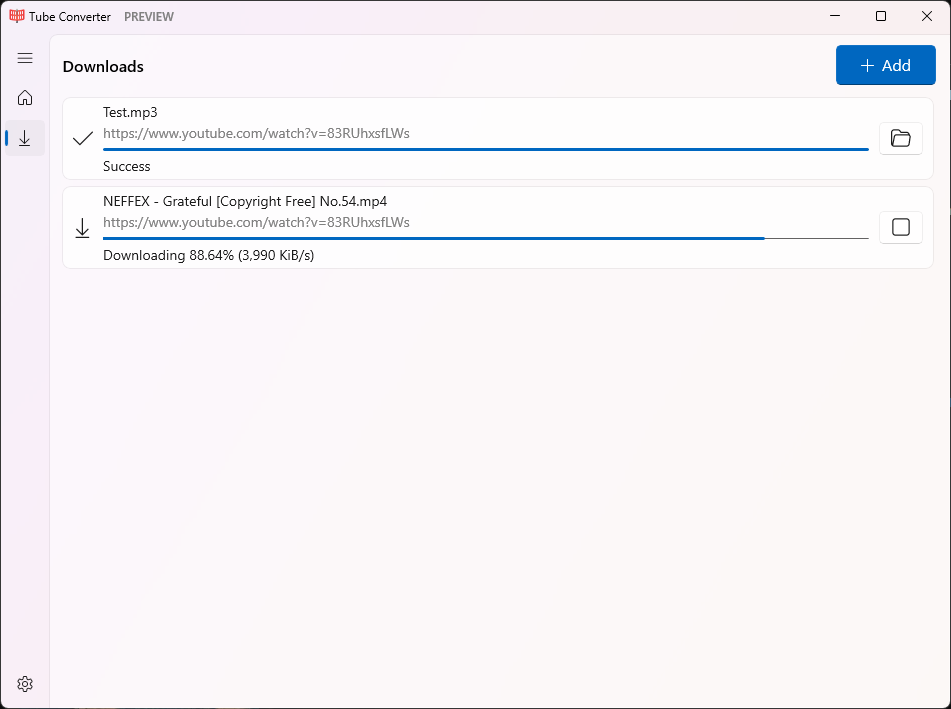 Tube Converter PREVIEW
Downloads
Add
Test.mp3
https://www.youtube.com/watch?v=83RUhxsfLWs
Success
NEFFEX - Grateful [Copyright Free] No.54.mp4
https://www.youtube.com/watch?v=83RUhxsfLWs
Downloading 88.64% (3,990 KiB/s)